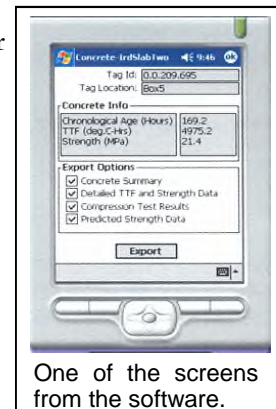 r
Concrete-IrdSlabTwo 9:46 ok
Tag Id: 0.0.209.695
Tag Location: Box5
Concrete Info
Chronological Age (Hours) 169.2
TTF (deg.C-Hrs) 4975.2
Strength (MPa) 21.4
Export Options
Concrete Summary
Detailed TTF and Strength Data
Compression Test Results
Predicted Strength Data
Export
One of the screens
from the software.